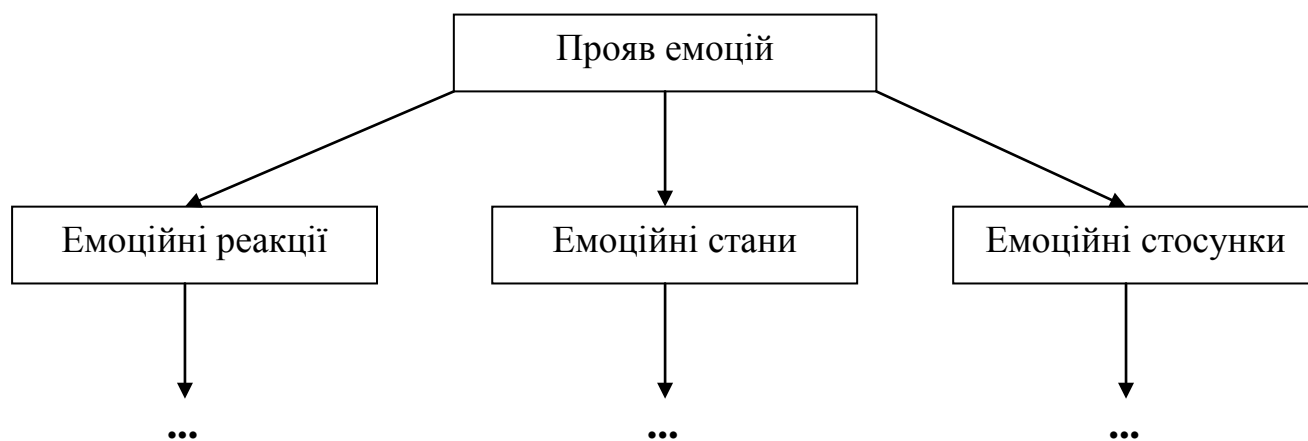 Прояв емоцій
Емоційні реакції
Емоційні стани
Емоційні стосунки
...
...
...